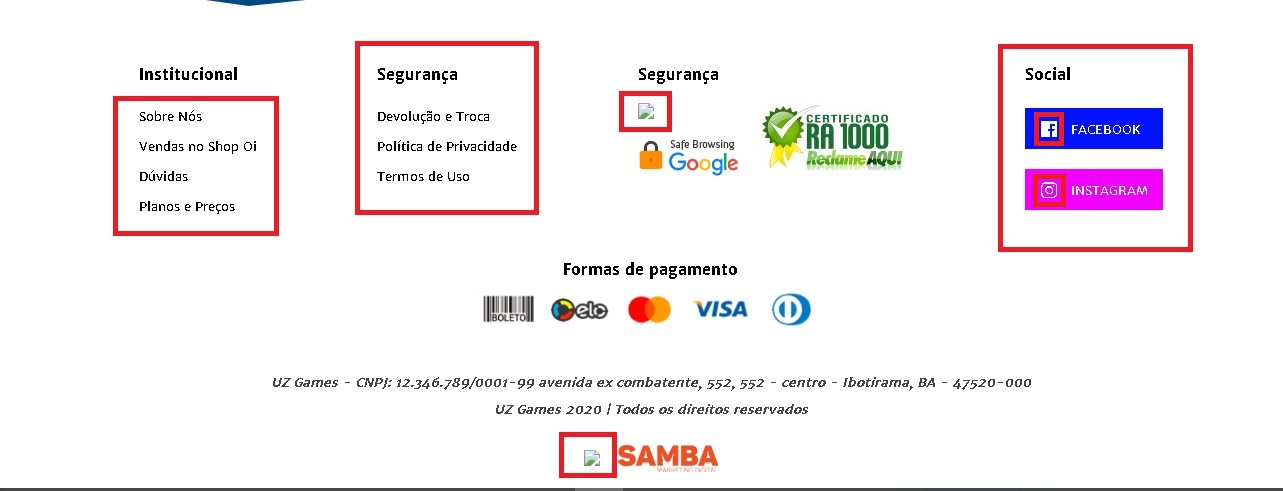 Institucional
Sobre Nós
Vendas no Shop Oi
Dúvidas
Planos e Preços
Segurança
Devolução e Troca
Política de Privacidade
Termos de Uso
Segurança
Safe Browsing
Google
CERTIFICADO
RA 1000
ReclameAQUI
Social
FACEBOOK
INSTAGRAM
Formas de pagamento
BOLETO
elo
VISA
UZ Games - CNPJ: 12.346.789/0001-99 avenida ex combatente, 552, 552 - centro - Ibotirama, BA - 47520-000
UZ Games 2020 | Todos os direitos reservados
SAMBA
MARKETING DIGITAL